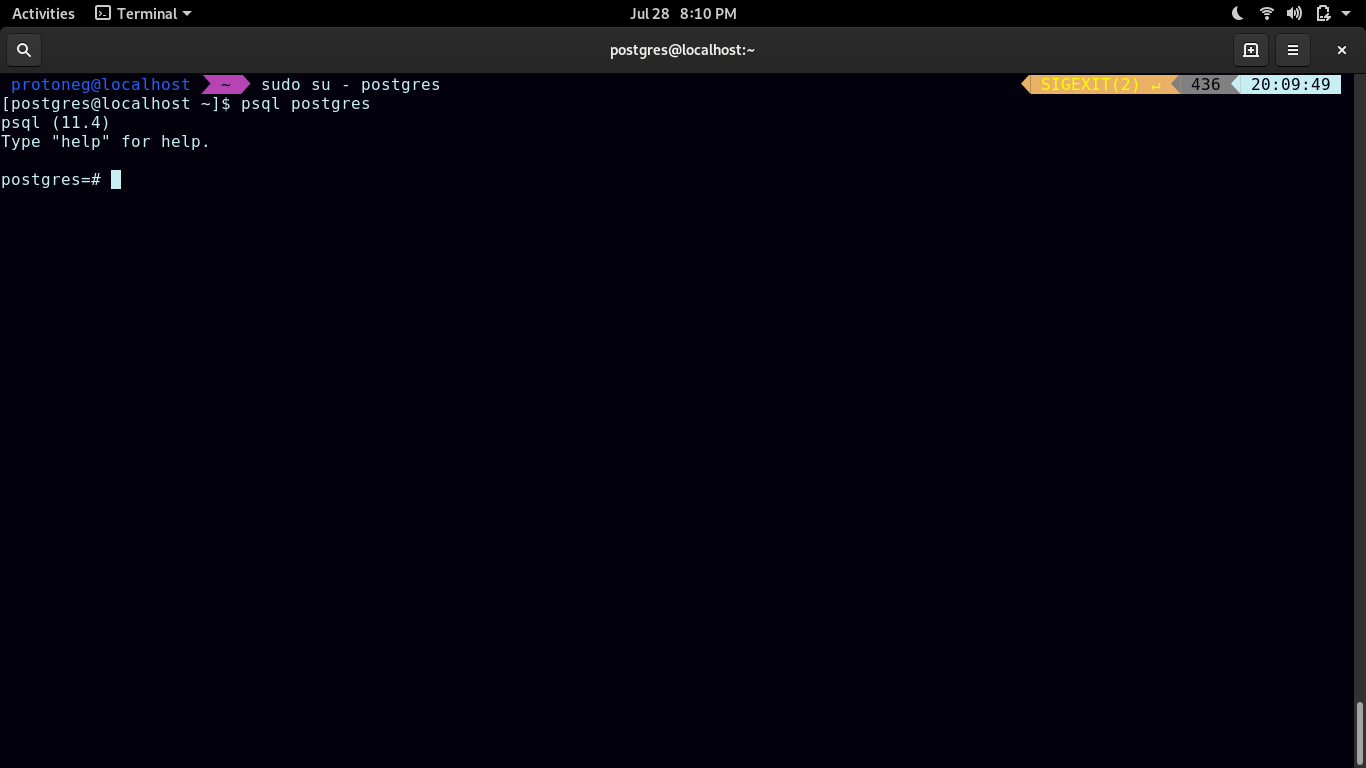 Activities Terminal Jul 28 8:10 PM
postgres@localhost:~
protoneg@localhost ~ sudo su - postgres SIGEXIT(2) ↵ 436 20:09:49
[postgres@localhost ~]$ psql postgres
psql (11.4)
Type "help" for help.
postgres=#